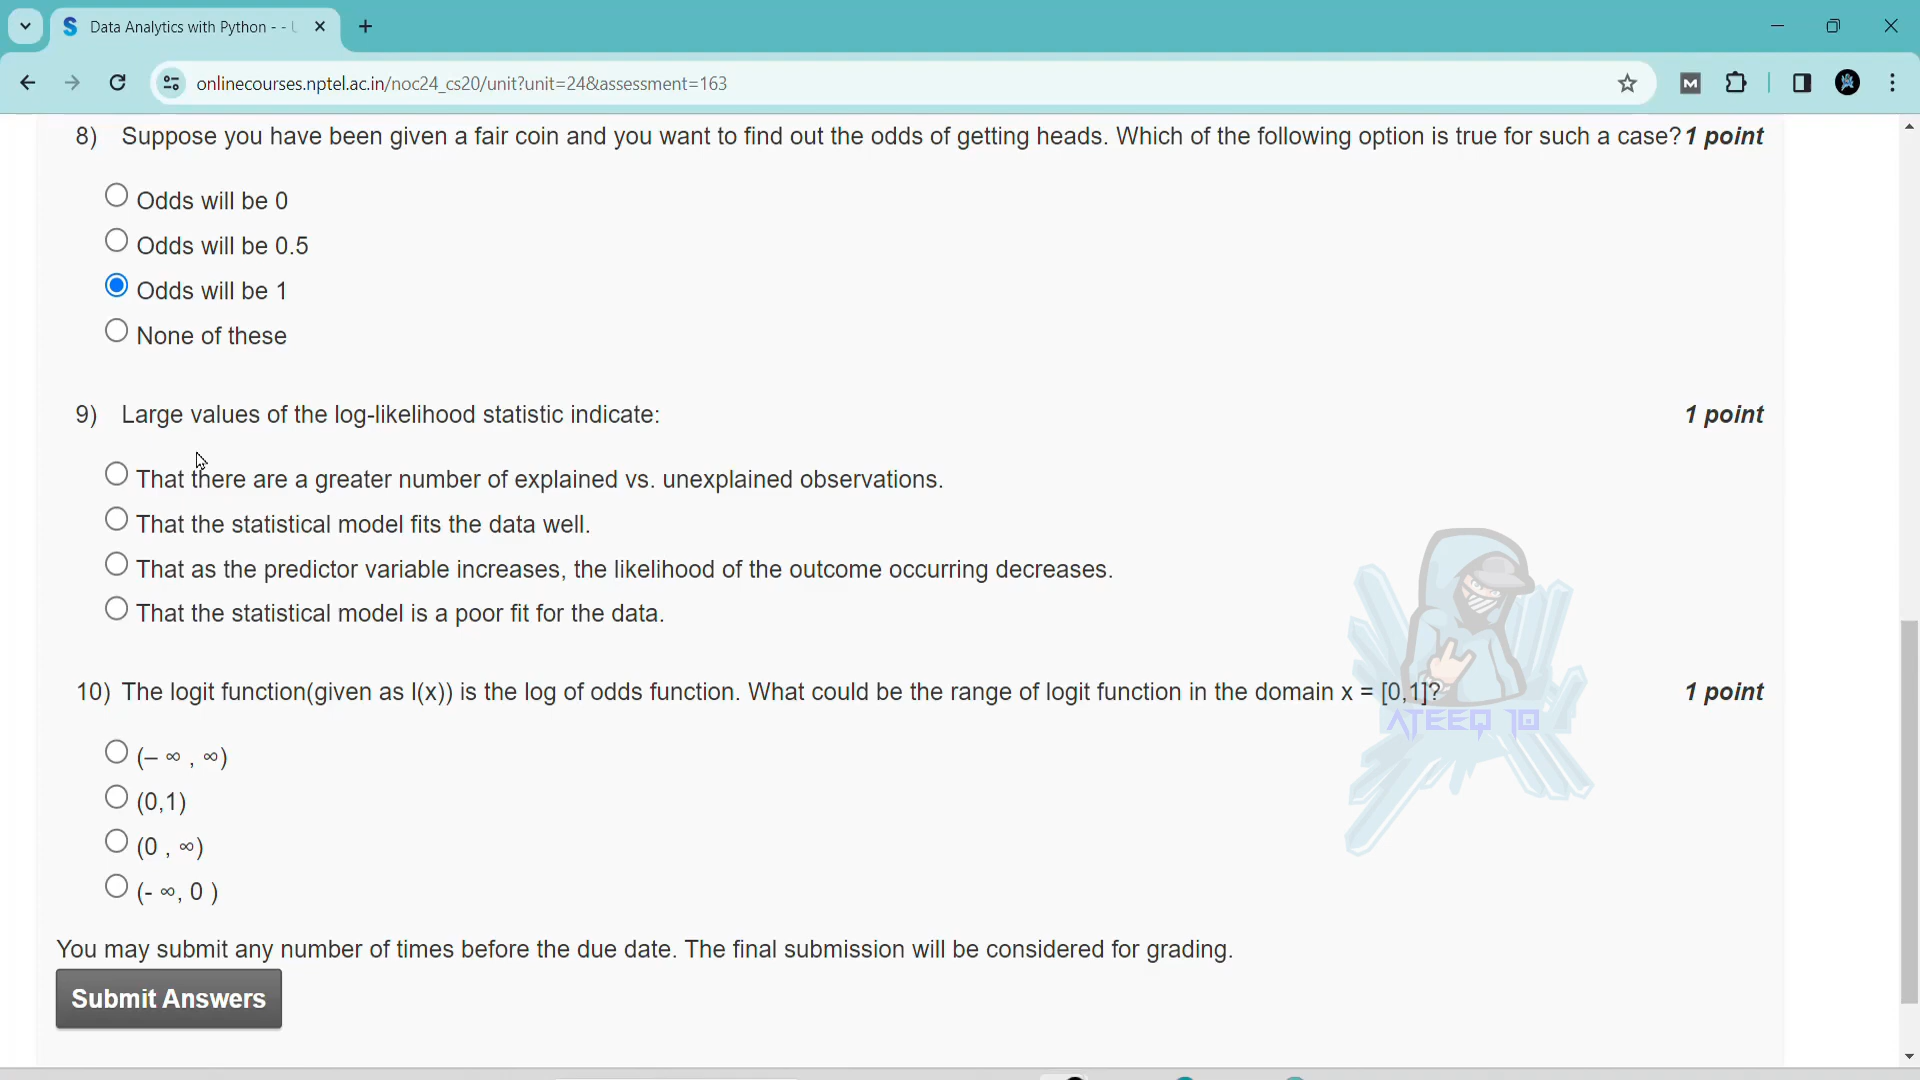 Data Analytics with Python - -
onlinecourses.nptel.ac.in/noc24_cs20/unit?unit=24&assessment=163
8) Suppose you have been given a fair coin and you want to find out the odds of getting heads. Which of the following option is true for such a case? 1 point
Odds will be 0
Odds will be 0.5
Odds will be 1
None of these
9) Large values of the log-likelihood statistic indicate: 1 point
That there are a greater number of explained vs. unexplained observations.
That the statistical model fits the data well.
That as the predictor variable increases, the likelihood of the outcome occurring decreases.
That the statistical model is a poor fit for the data.
10) The logit function(given as l(x)) is the log of odds function. What could be the range of logit function in the domain x = [0,1]? 1 point
ATEEQ 10
(– ∞ , ∞)
(0,1)
(0 , ∞)
(- ∞, 0 )
You may submit any number of times before the due date. The final submission will be considered for grading.
Submit Answers